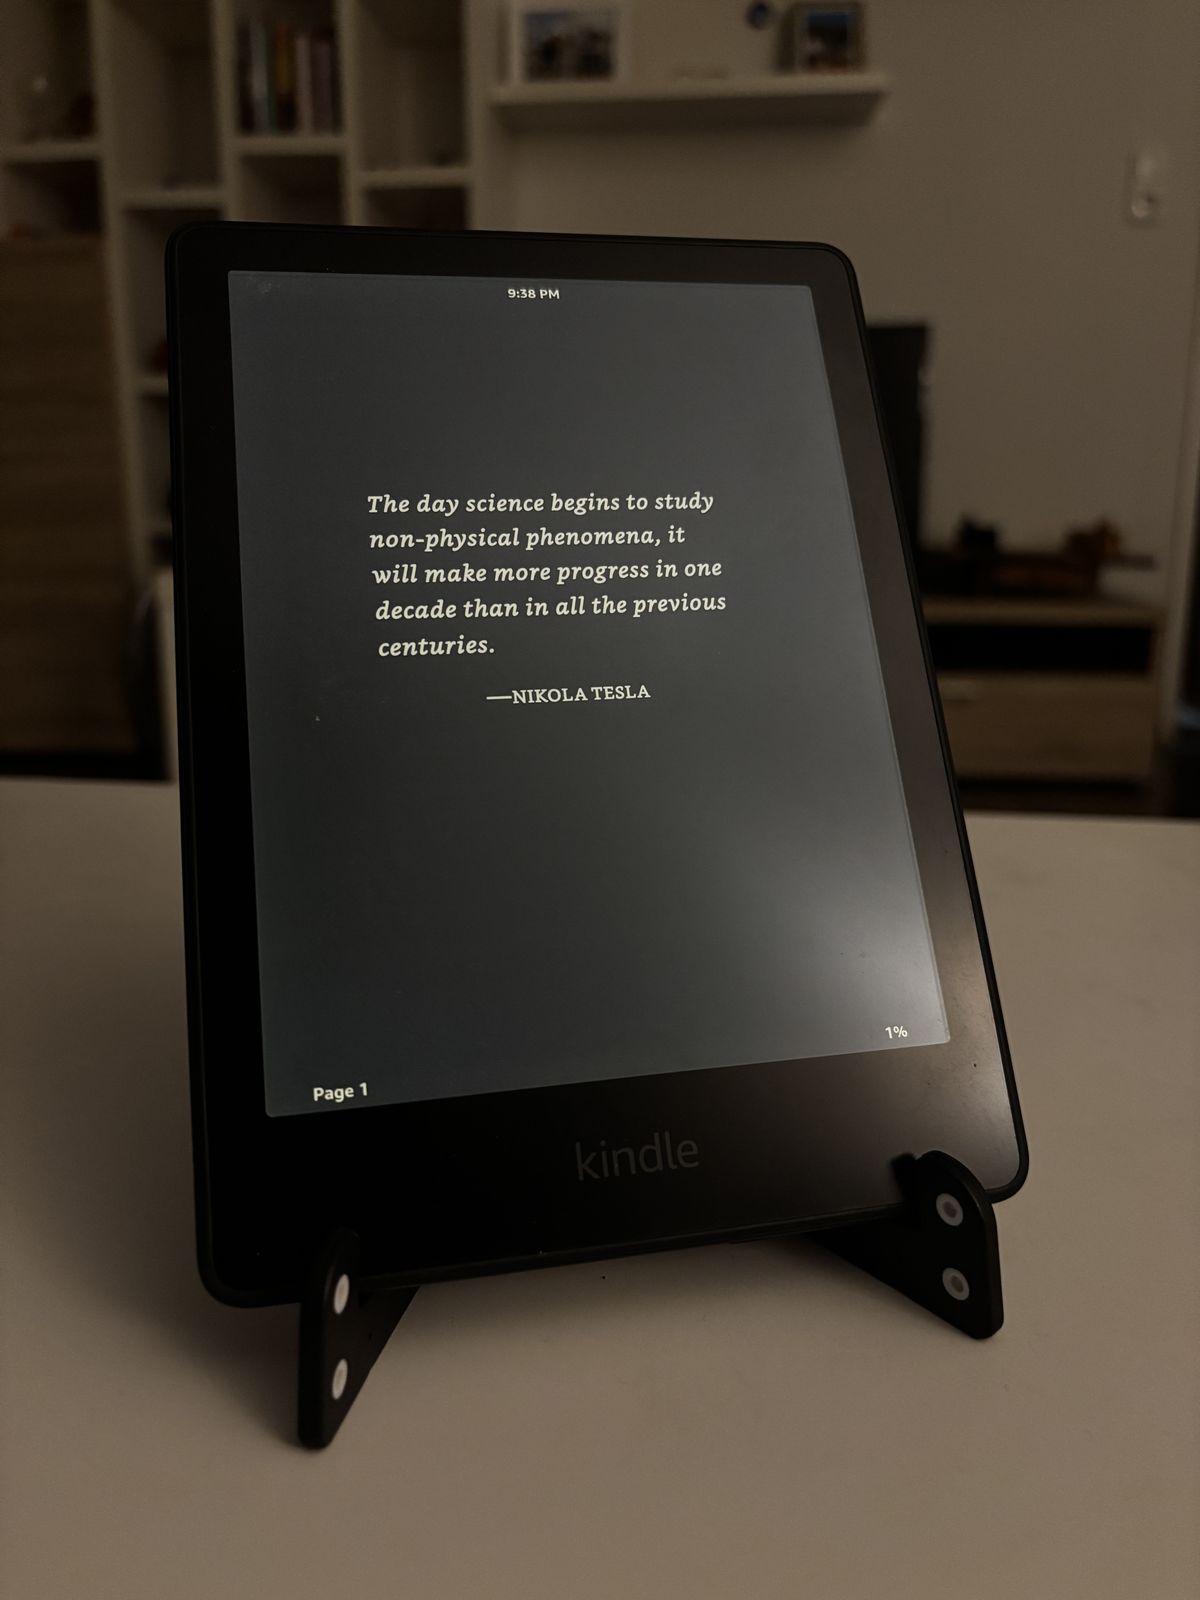 9:38 PM
The day science begins to study
non-physical phenomena, it
will make more progress in one
decade than in all the previous
centuries.
—NIKOLA TESLA
1%
Page 1
kindle